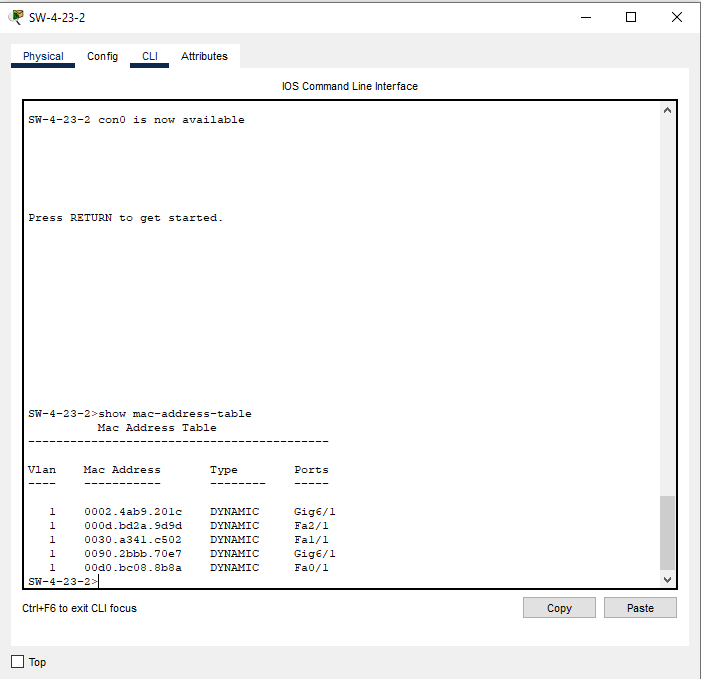 SW-4-23-2
Physical Config CLI Attributes
IOS Command Line Interface
SW-4-23-2 con0 is now available
Press RETURN to get started.
SW-4-23-2>show mac-address-table
Mac Address Table
-------------------------------------------
Vlan Mac Address Type Ports
---- ----------- -------- -----
1 0002.4ab9.201c DYNAMIC Gig6/1
1 000d.bd2a.9d9d DYNAMIC Fa2/1
1 0030.a341.c502 DYNAMIC Fa1/1
1 0090.2bbb.70e7 DYNAMIC Gig6/1
1 00d0.bc08.8b8a DYNAMIC Fa0/1
SW-4-23-2>
Ctrl+F6 to exit CLI focus
Copy Paste
Top